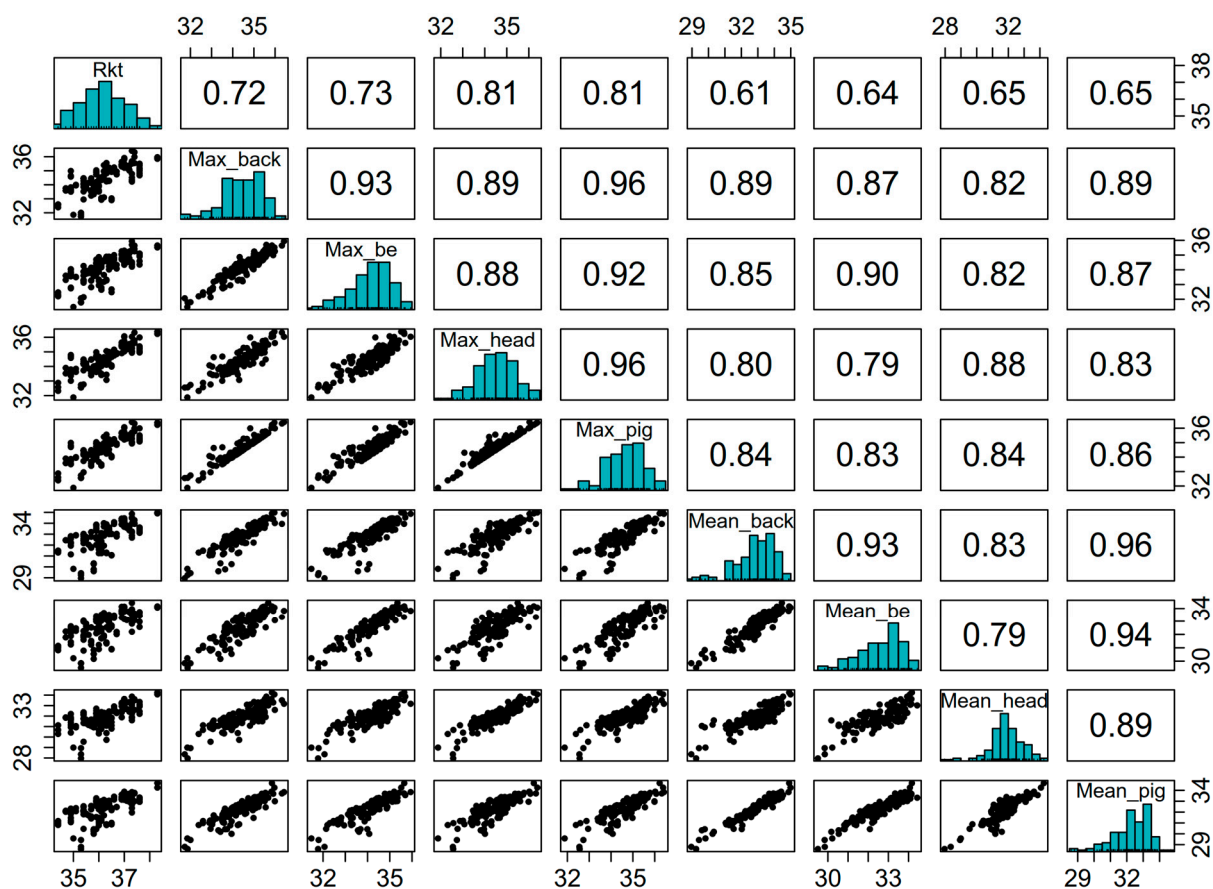 32 35 29 32 35 28 32
Rkt 0.72 0.73 0.81 0.81 0.61 0.64 0.65 0.65 35 38
32 36 Max_back 0.93 0.89 0.96 0.89 0.87 0.82 0.89
Max_be 0.88 0.92 0.85 0.90 0.82 0.87 32 36
32 36 Max_head 0.96 0.80 0.79 0.88 0.83
Max_pig 0.84 0.83 0.84 0.86 32 36
29 34 Mean_back 0.93 0.83 0.96
Mean_be 0.79 0.94 30 34
28 33 Mean_head 0.89
Mean_pig 29 34
35 37 32 35 32 35 30 33 29 32